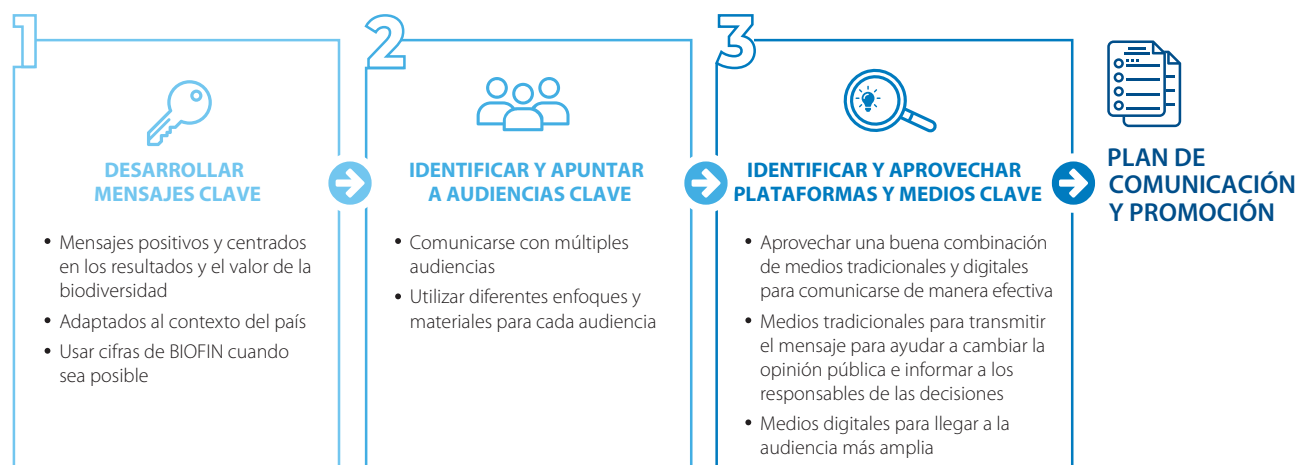 1
DESARROLLAR
MENSAJES CLAVE
• Mensajes positivos y centrados
en los resultados y el valor de la
biodiversidad
• Adaptados al contexto del país
• Usar cifras de BIOFIN cuando
sea posible
2
IDENTIFICAR Y APUNTAR
A AUDIENCIAS CLAVE
• Comunicarse con múltiples
audiencias
• Utilizar diferentes enfoques y
materiales para cada audiencia
3
IDENTIFICAR Y APROVECHAR
PLATAFORMAS Y MEDIOS CLAVE
• Aprovechar una buena combinación
de medios tradicionales y digitales
para comunicarse de manera efectiva
• Medios tradicionales para transmitir
el mensaje para ayudar a cambiar la
opinión pública e informar a los
responsables de las decisiones
• Medios digitales para llegar a la
audiencia más amplia
PLAN DE
COMUNICACIÓN
Y PROMOCIÓN